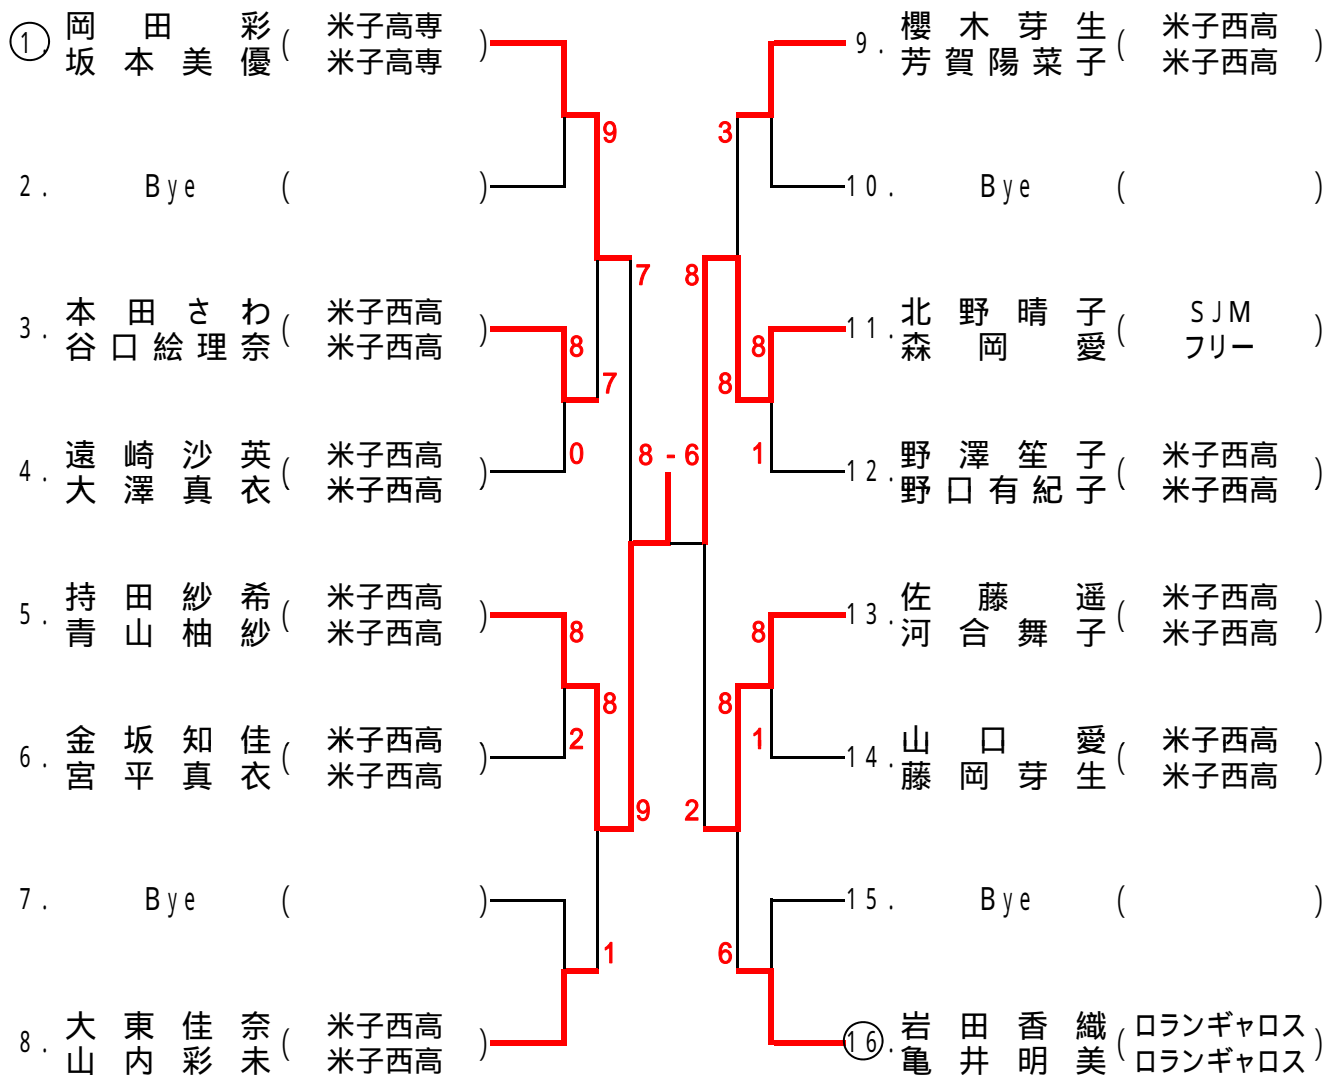 1. 岡田彩 (米子高専)
坂本美優 (米子高専)
2. Bye ( )
3. 本田さわ (米子西高)
谷口絵理奈 (米子西高)
4. 遠崎沙英 (米子西高)
大澤真衣 (米子西高)
5. 持田紗希 (米子西高)
青山柚紗 (米子西高)
6. 金坂知佳 (米子西高)
宮平真衣 (米子西高)
7. Bye ( )
8. 大東佳奈 (米子西高)
山内彩未 (米子西高)
9
8
7
0
8
2
8
1
7
9
8-6
8
2
3
8
8
1
8
8
1
6
9. 櫻木芽生 (米子西高)
芳賀陽菜子 (米子西高)
10. Bye ( )
11. 北野晴子 (SJM)
森岡愛 (フリー)
12. 野澤笙子 (米子西高)
野口有紀子 (米子西高)
13. 佐藤遥 (米子西高)
河合舞子 (米子西高)
14. 山口愛 (米子西高)
藤岡芽生 (米子西高)
15. Bye ( )
16. 岩田香織 (ロランギャロス)
亀井明美 (ロランギャロス)